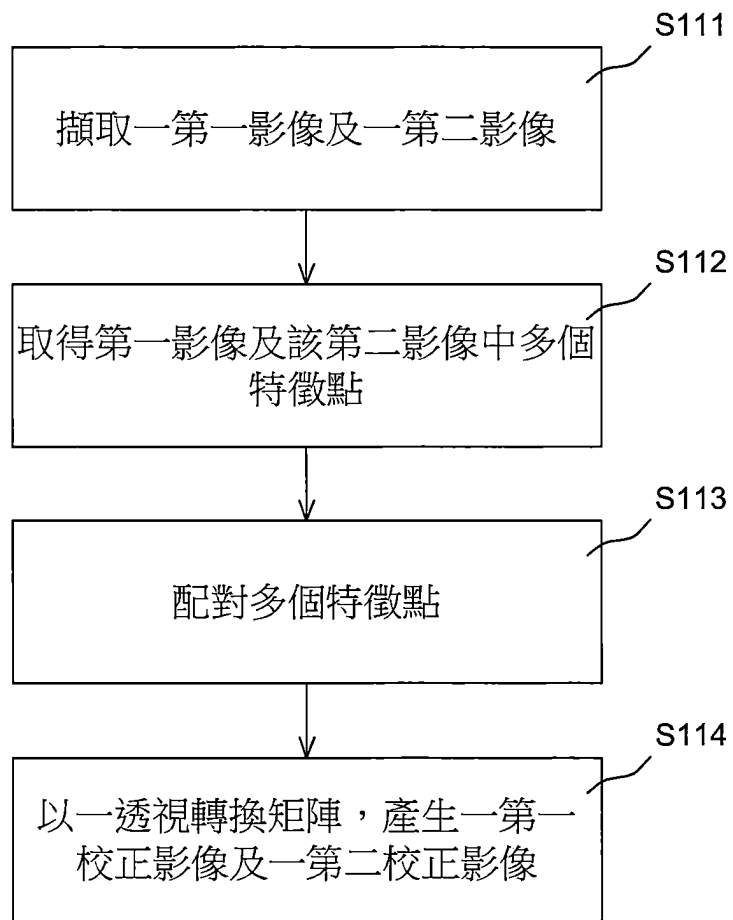 S111
擷取一第一影像及一第二影像
S112
取得第一影像及該第二影像中多個
特徵點
S113
配對多個特徵點
S114
以一透視轉換矩陣，產生一第一
校正影像及一第二校正影像